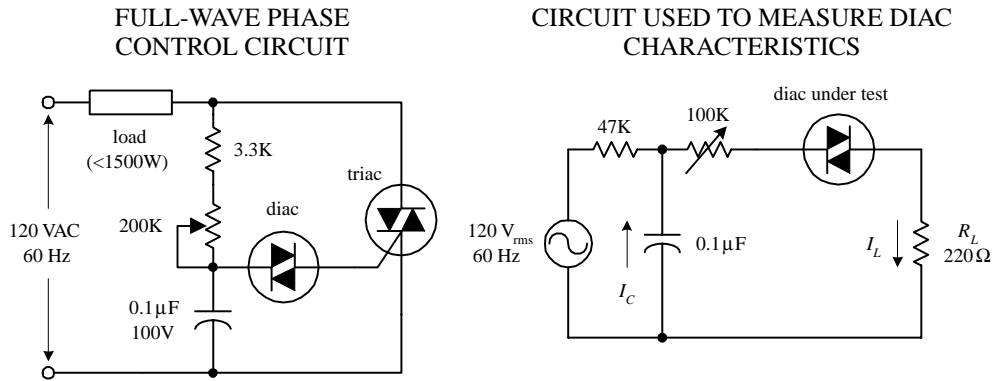 FULL-WAVE PHASE
CONTROL CIRCUIT
load
(<1500W)
3.3K
triac
200K
diac
120 VAC
60 Hz
0.1µF
100V
CIRCUIT USED TO MEASURE DIAC
CHARACTERISTICS
diac under test
47K
100K
120 Vrms
60 Hz
0.1µF
IC
IL
RL
220Ω